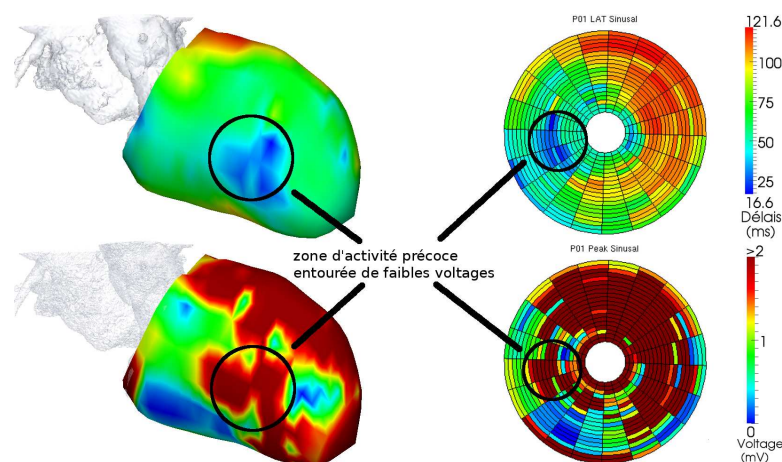 P01 LAT Sinusal
121.6
100
75
50
25
16.6
Délais
(ms)
zone d'activité précoce
entourée de faibles voltages
P01 Peak Sinusal
>2
1
0
Voltage
(mV)